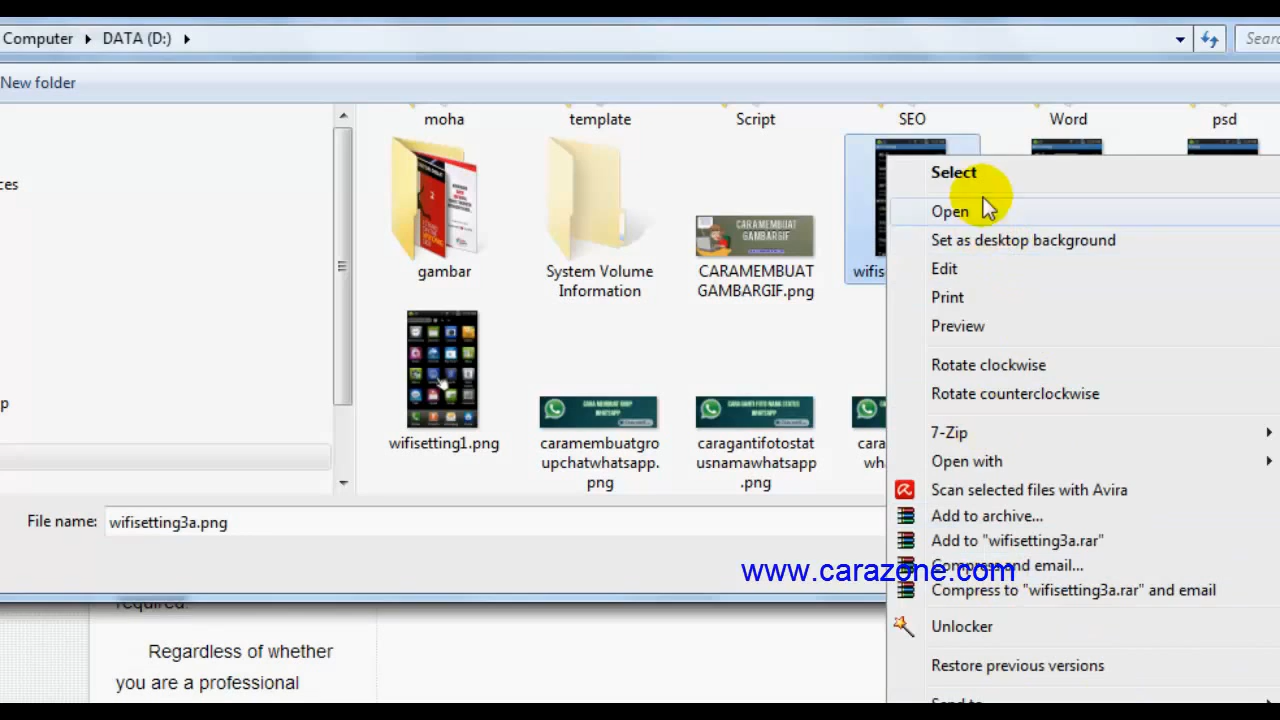 Computer ▸ DATA (D:) ▸
New folder
moha
template
Script
SEO
Word
psd
ces
p
gambar
System Volume
Information
CARAMEMBUAT
GAMBARGIF
CARAMEMBUAT
GAMBARGIF.png
wifis
wifisetting1.png
caramembuatgro
upchatwhatsapp.
png
caragantifotostat
usnamawhatsapp
.png
cara
wh
Select
Open
Set as desktop background
Edit
Print
Preview
Rotate clockwise
Rotate counterclockwise
7-Zip
Open with
Scan selected files with Avira
Add to archive...
Add to "wifisetting3a.rar"
Compress and email...
Compress to "wifisetting3a.rar" and email
Unlocker
Restore previous versions
Send to
File name: wifisetting3a.png
www.carazone.com
required.
Regardless of whether
you are a professional